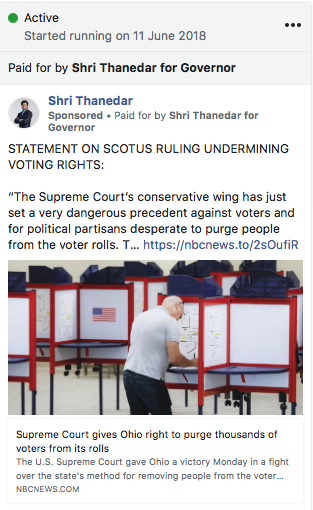 Active
Started running on 11 June 2018
Paid for by Shri Thanedar for Governor
Shri Thanedar
Sponsored • Paid for by Shri Thanedar for
Governor
STATEMENT ON SCOTUS RULING UNDERMINING
VOTING RIGHTS:
“The Supreme Court’s conservative wing has just
set a very dangerous precedent against voters and
for political partisans desperate to purge people
from the voter rolls. T... https://nbcnews.to/2sOufiR
Supreme Court gives Ohio right to purge thousands of
voters from its rolls
The U.S. Supreme Court gave Ohio a victory Monday in a fight
over the state's method for removing people from the voter...
NBCNEWS.COM